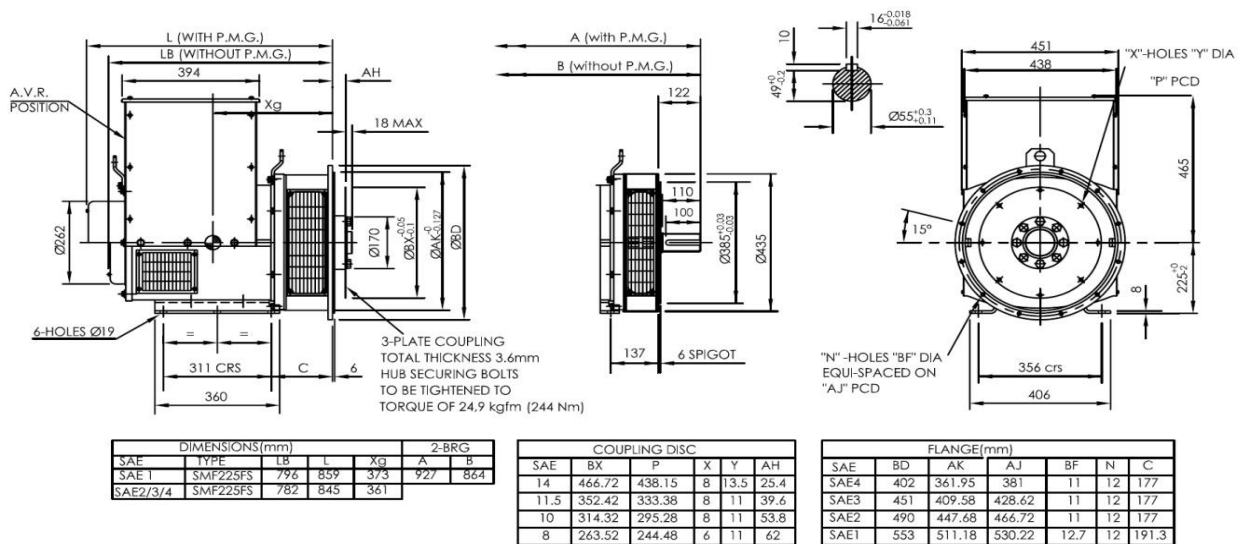 L (WITH P.M.G.)
LB (WITHOUT P.M.G.)
394
AH
A.V.R.
POSITION
Xg
18 MAX
Ø262
Ø170
ØBX-0.05
-0.1
ØAK-0
-0.127
ØBD
6-HOLES Ø19
= =
311 CRS
C
6
360
3-PLATE COUPLING
TOTAL THICKNESS 3.6mm
HUB SECURING BOLTS
TO BE TIGHTENED TO
TORQUE OF 24,9 kgfm (244 Nm)
A (with P.M.G.)
B (without P.M.G.)
122
110
100
Ø385+0.03
-0.03
Ø435
137
6 SPIGOT
16-0.018
-0.061
10
49+0
-0.2
Ø55+0.3
+0.11
451
438
"X"-HOLES "Y" DIA
"P" PCD
465
15°
225+0
-2
8
"N" -HOLES "BF" DIA
EQUI-SPACED ON
"AJ" PCD
356 crs
406
DIMENSIONS(mm) 2-BRG
SAE TYPE LB L Xg A B
SAE 1 SMF225FS 796 859 373 927 864
SAE2/3/4 SMF225FS 782 845 361
COUPLING DISC
SAE BX P X Y AH
14 466.72 438.15 8 13.5 25.4
11.5 352.42 333.38 8 11 39.6
10 314.32 295.28 8 11 53.8
8 263.52 244.48 6 11 62
FLANGE(mm)
SAE BD AK AJ BF N C
SAE4 402 361.95 381 11 12 177
SAE3 451 409.58 428.62 11 12 177
SAE2 490 447.68 466.72 11 12 177
SAE1 553 511.18 530.22 12.7 12 191.3